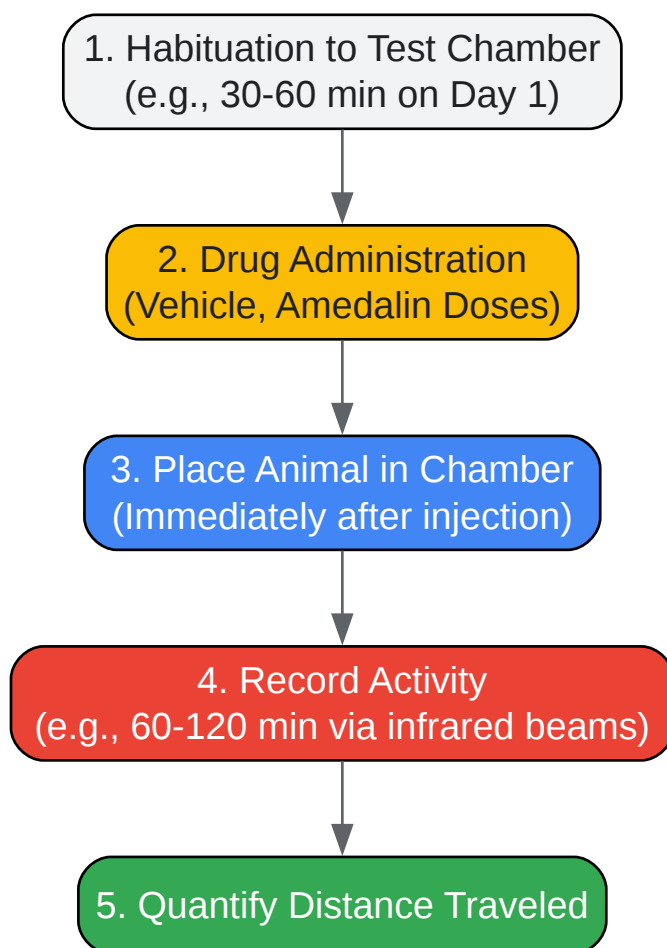 1. Habituation to Test Chamber
(e.g., 30-60 min on Day 1)
2. Drug Administration
(Vehicle, Amedalin Doses)
3. Place Animal in Chamber
(Immediately after injection)
4. Record Activity
(e.g., 60-120 min via infrared beams)
5. Quantify Distance Traveled